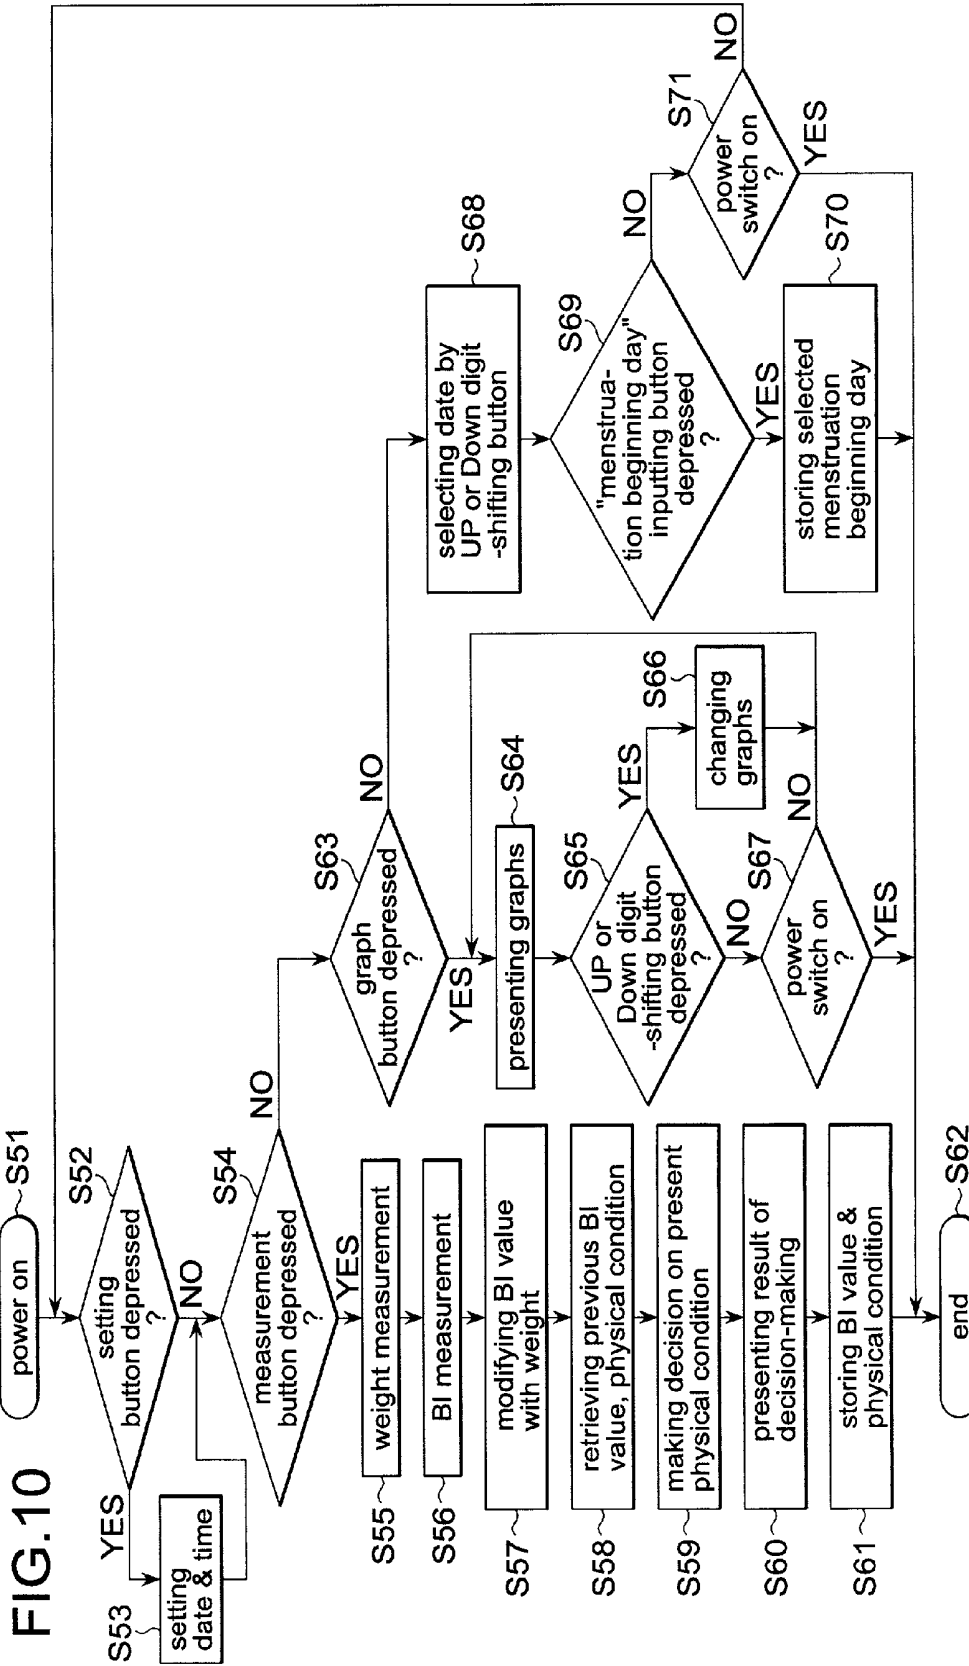 FIG.10
power on
S51
setting
button depressed
?
S52
YES
NO
S53
setting
date & time
measurement
button depressed
?
S54
NO
YES
S55
weight measurement
S56
BI measurement
S57
modifying BI value
with weight
S58
retrieving previous BI
value, physical condition
S59
making decision on present
physical condition
S60
presenting result of
decision-making
S61
storing BI value &
physical condition
end
S62
graph
button depressed
?
S63
NO
YES
presenting graphs
S64
UP or
Down digit
-shifting button
depressed
?
S65
YES
NO
changing
graphs
S66
power
switch on
?
S67
NO
YES
selecting date by
UP or Down digit
-shifting button
S68
"menstrua-
tion beginning day"
inputting button
depressed
?
S69
NO
YES
storing selected
menstruation
beginning day
S70
power
switch on
?
S71
NO
YES